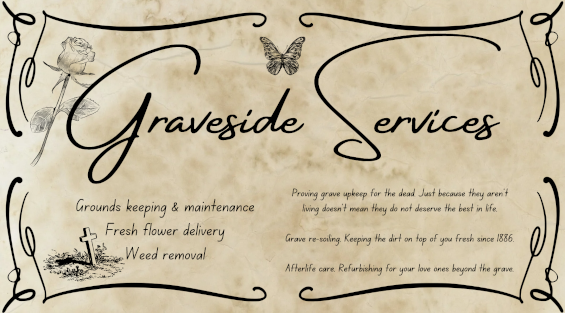 Graveside Services
Grounds keeping & maintenance
Fresh flower delivery
Weed removal
Proving grave upkeep for the dead. Just because they aren't
living doesn't mean they do not deserve the best in life.
Grave re-soiling. Keeping the dirt on top of you fresh since 1886.
Afterlife care. Refurbishing for your love ones beyond the grave.